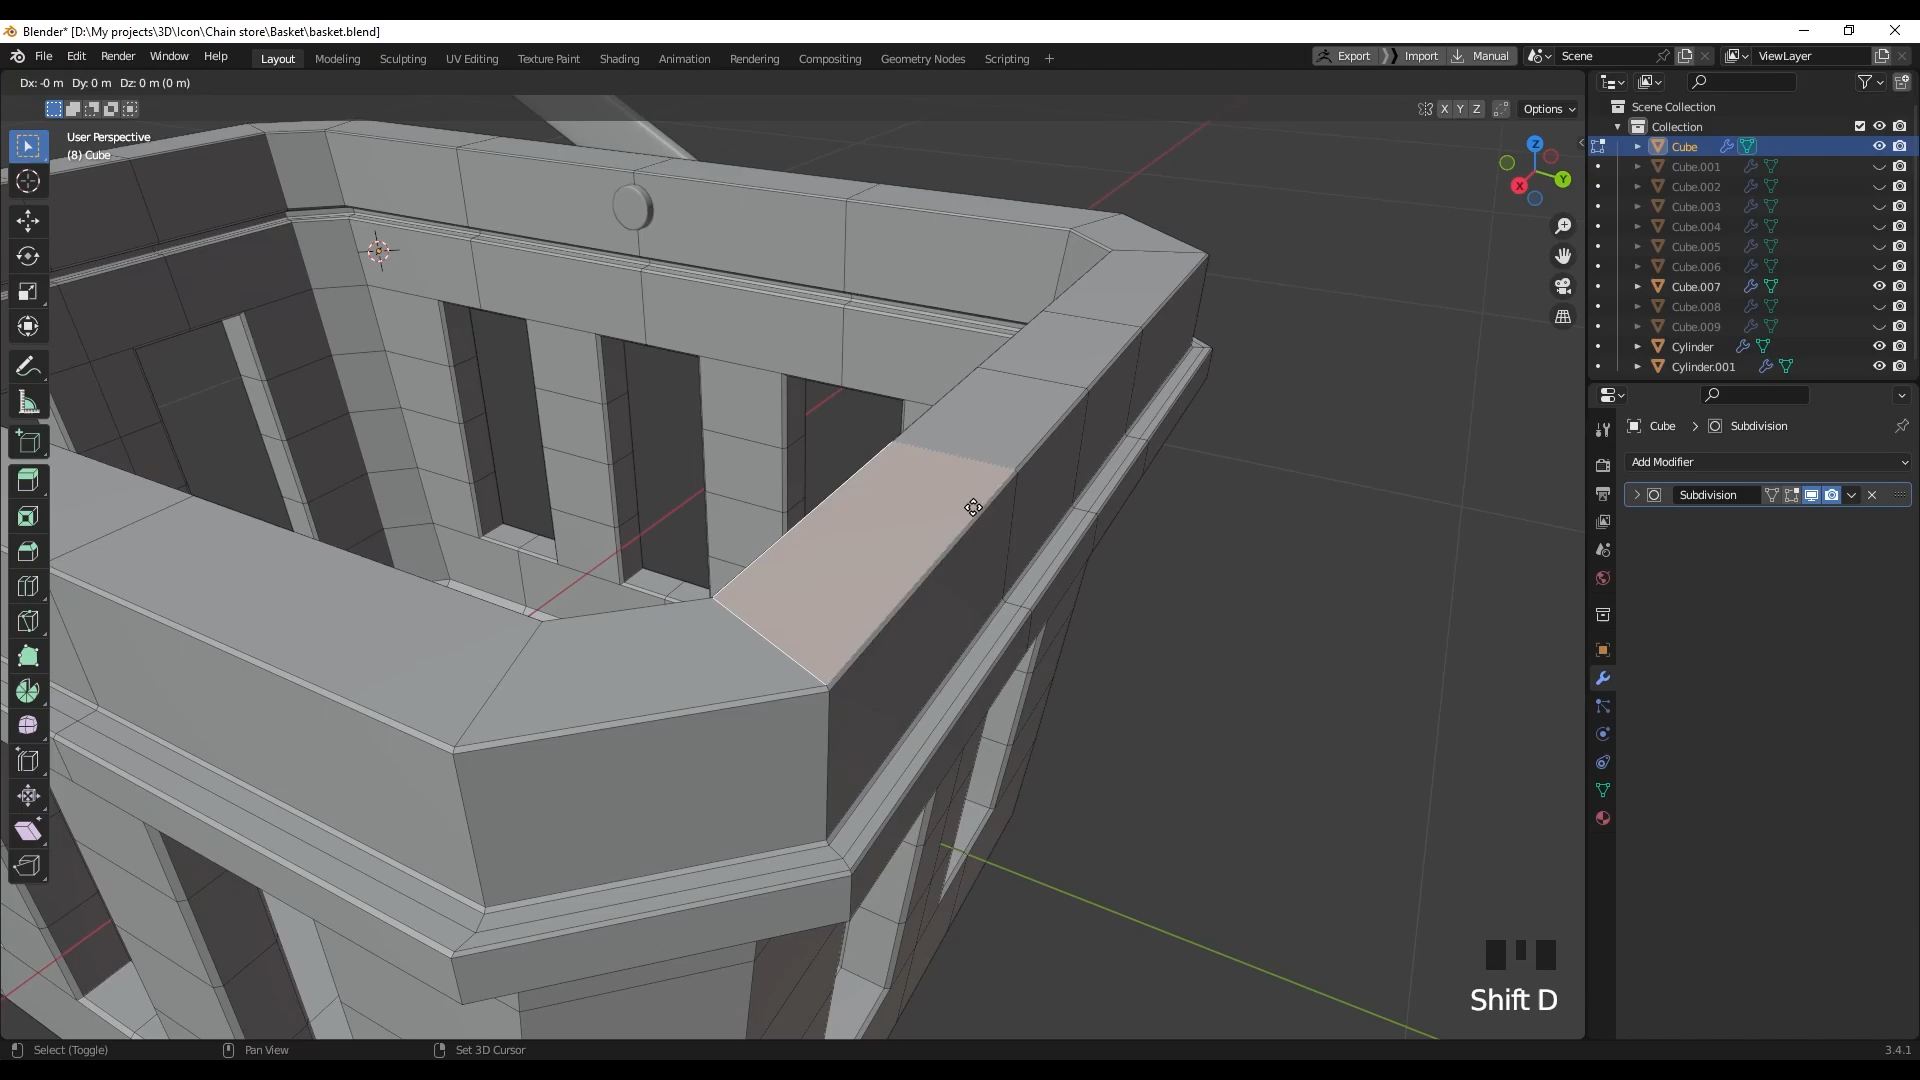 Blender* [D:\My projects\3D\Icon\Chain store\Basket\basket.blend]
File Edit Render Window Help Layout Modeling Sculpting UV Editing Texture Paint Shading Animation Rendering Compositing Geometry Nodes Scripting + Export Import Manual Scene ViewLayer
Dx: -0 m Dy: 0 m Dz: 0 m (0 m)
X Y Z Options
User Perspective
(8) Cube
Z
Y
X
Scene Collection
Collection
Cube
Cube.001
Cube.002
Cube.003
Cube.004
Cube.005
Cube.006
Cube.007
Cube.008
Cube.009
Cylinder
Cylinder.001
Cube > Subdivision
Add Modifier
Subdivision
Shift D
Select (Toggle) Pan View Set 3D Cursor 3.4.1